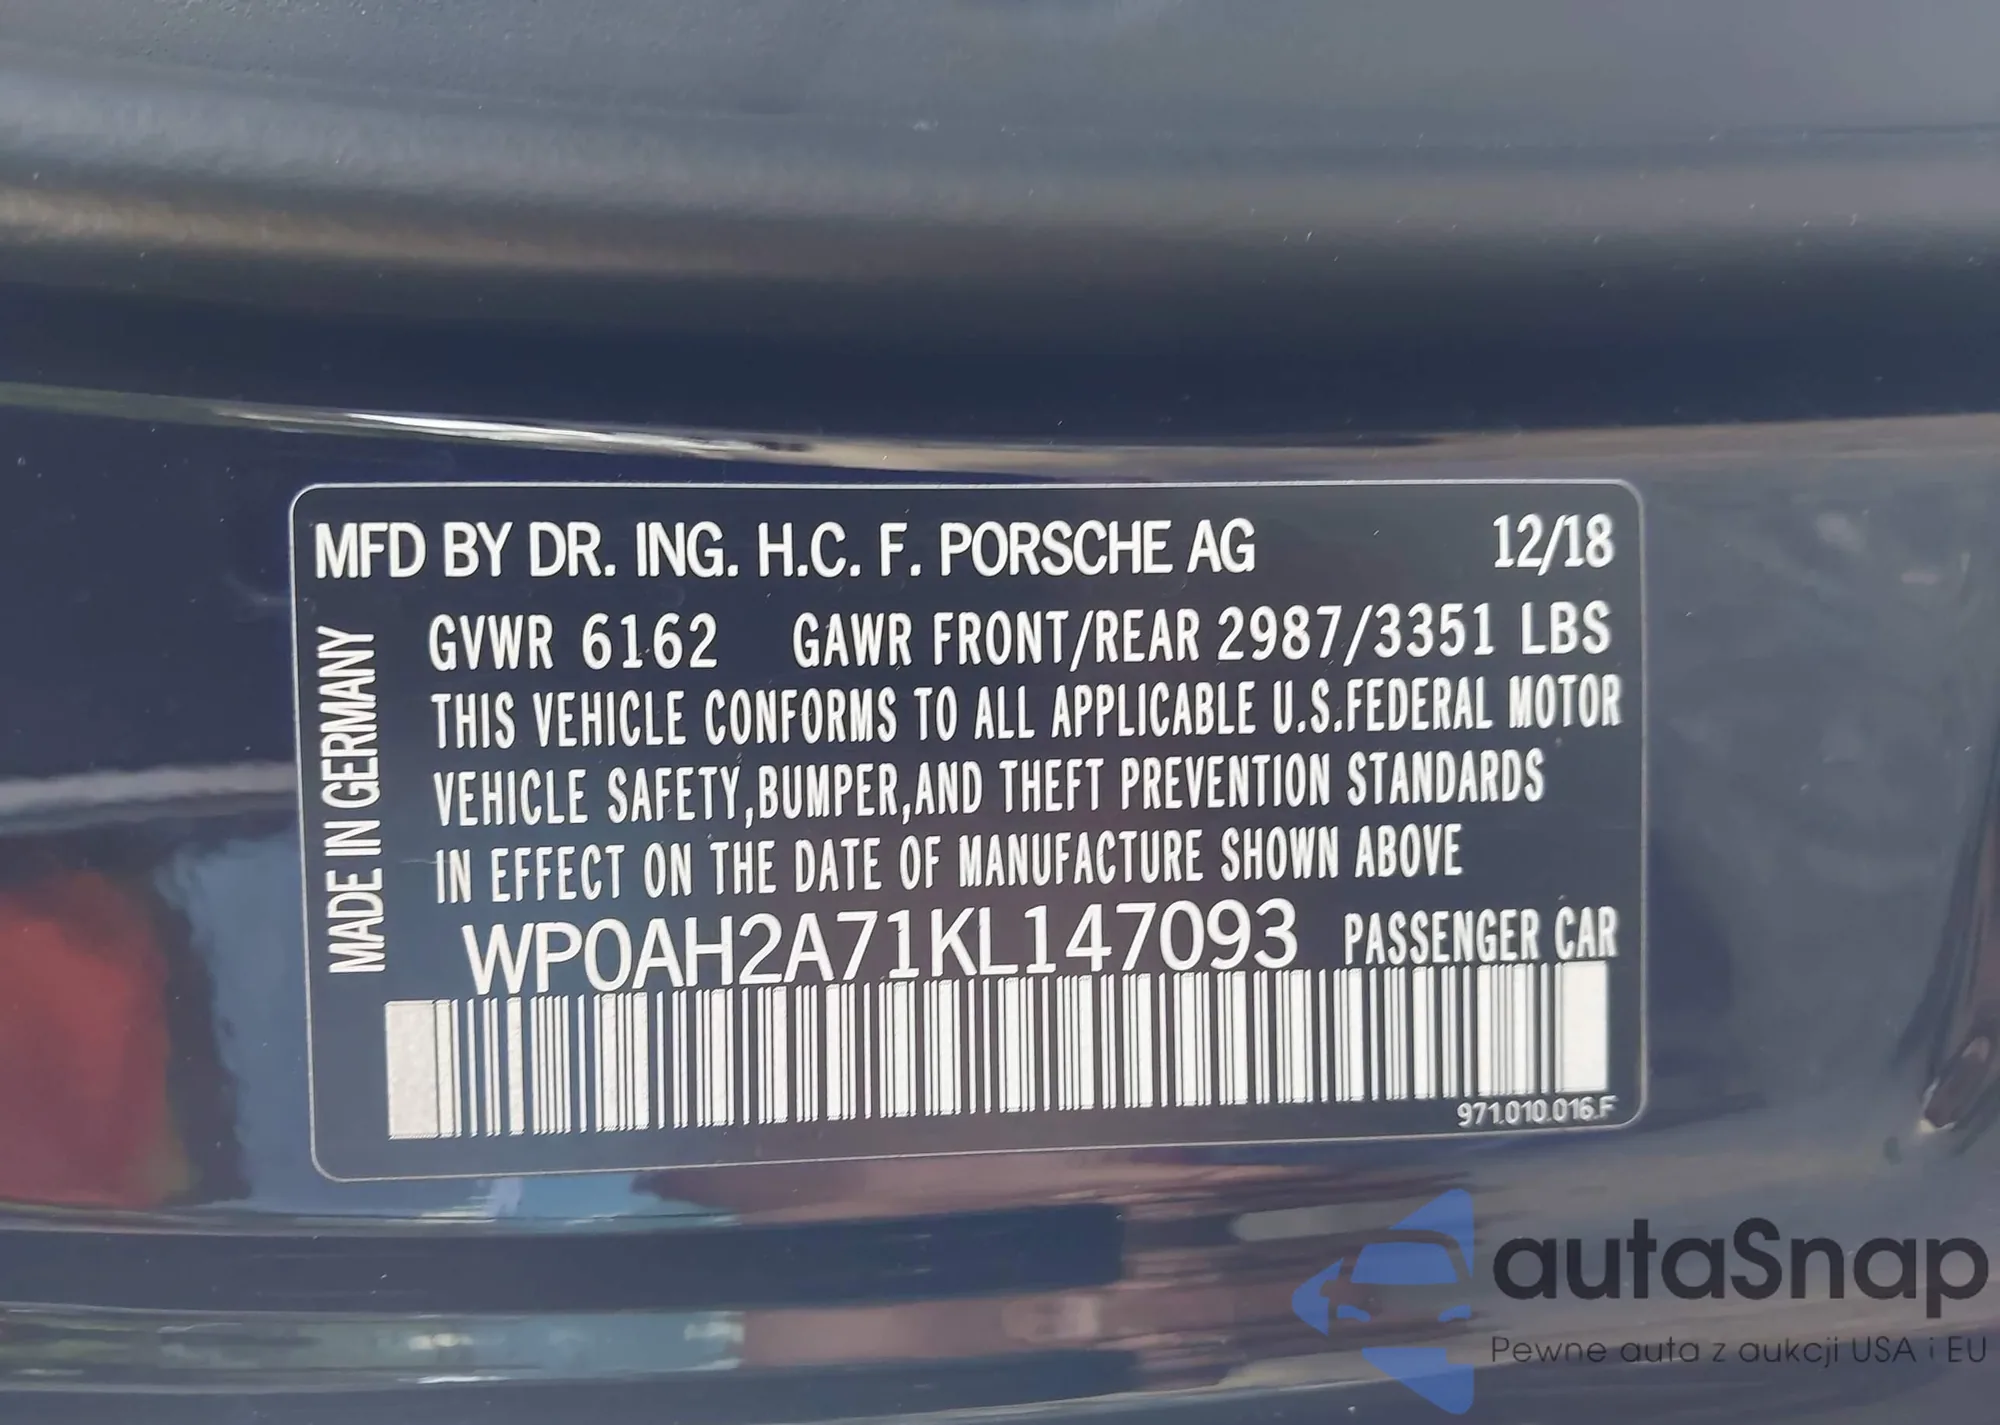 MFD BY DR. ING. H.C. F. PORSCHE AG 12/18
GVWR 6162 GAWR FRONT/REAR 2987/3351 LBS
THIS VEHICLE CONFORMS TO ALL APPLICABLE U.S.FEDERAL MOTOR
VEHICLE SAFETY,BUMPER,AND THEFT PREVENTION STANDARDS
IN EFFECT ON THE DATE OF MANUFACTURE SHOWN ABOVE
WP0AH2A71KL147093 PASSENGER CAR
MADE IN GERMANY
971.010.016.F
autaSnap
Pewne auta z aukcji USA i EU